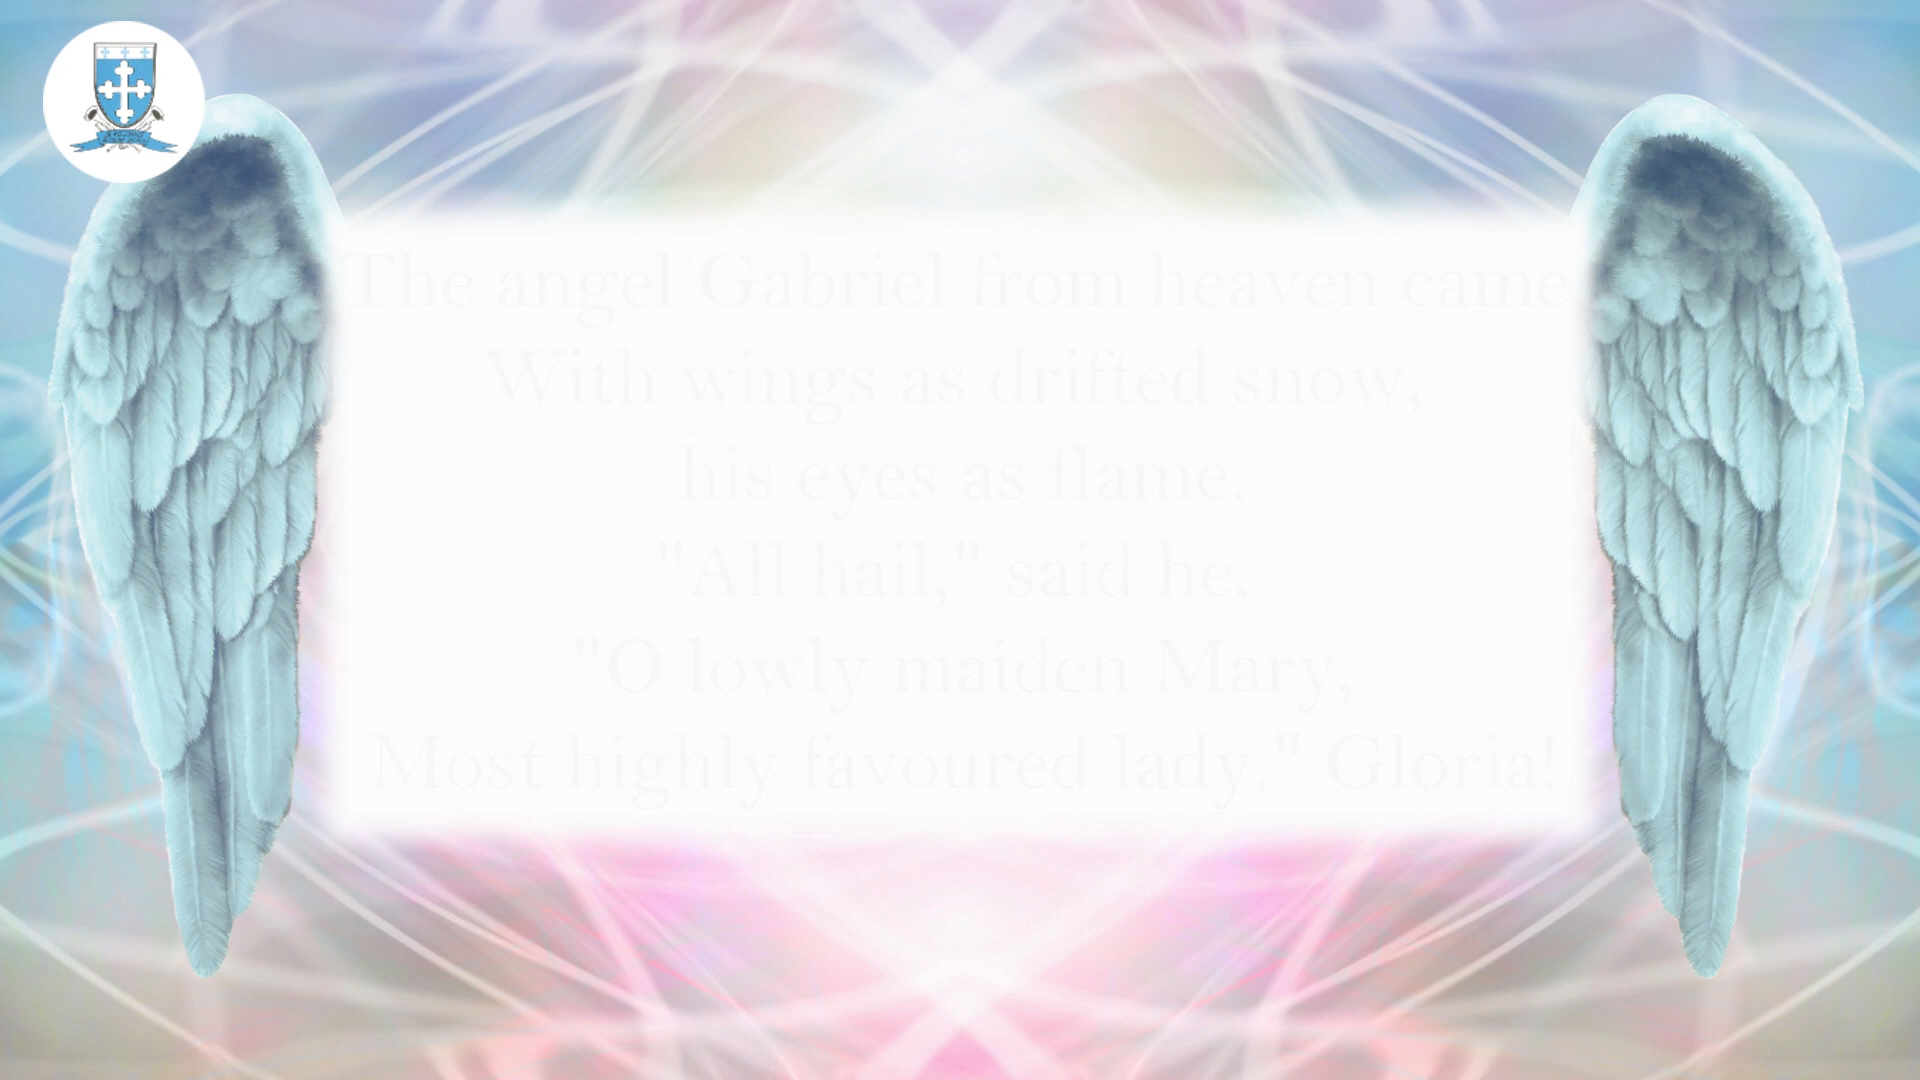 The angel Gabriel from heaven came
With wings as drifted snow,
his eyes as flame.
"All hail," said he,
"O lowly maiden Mary,
Most highly favoured lady." Gloria!